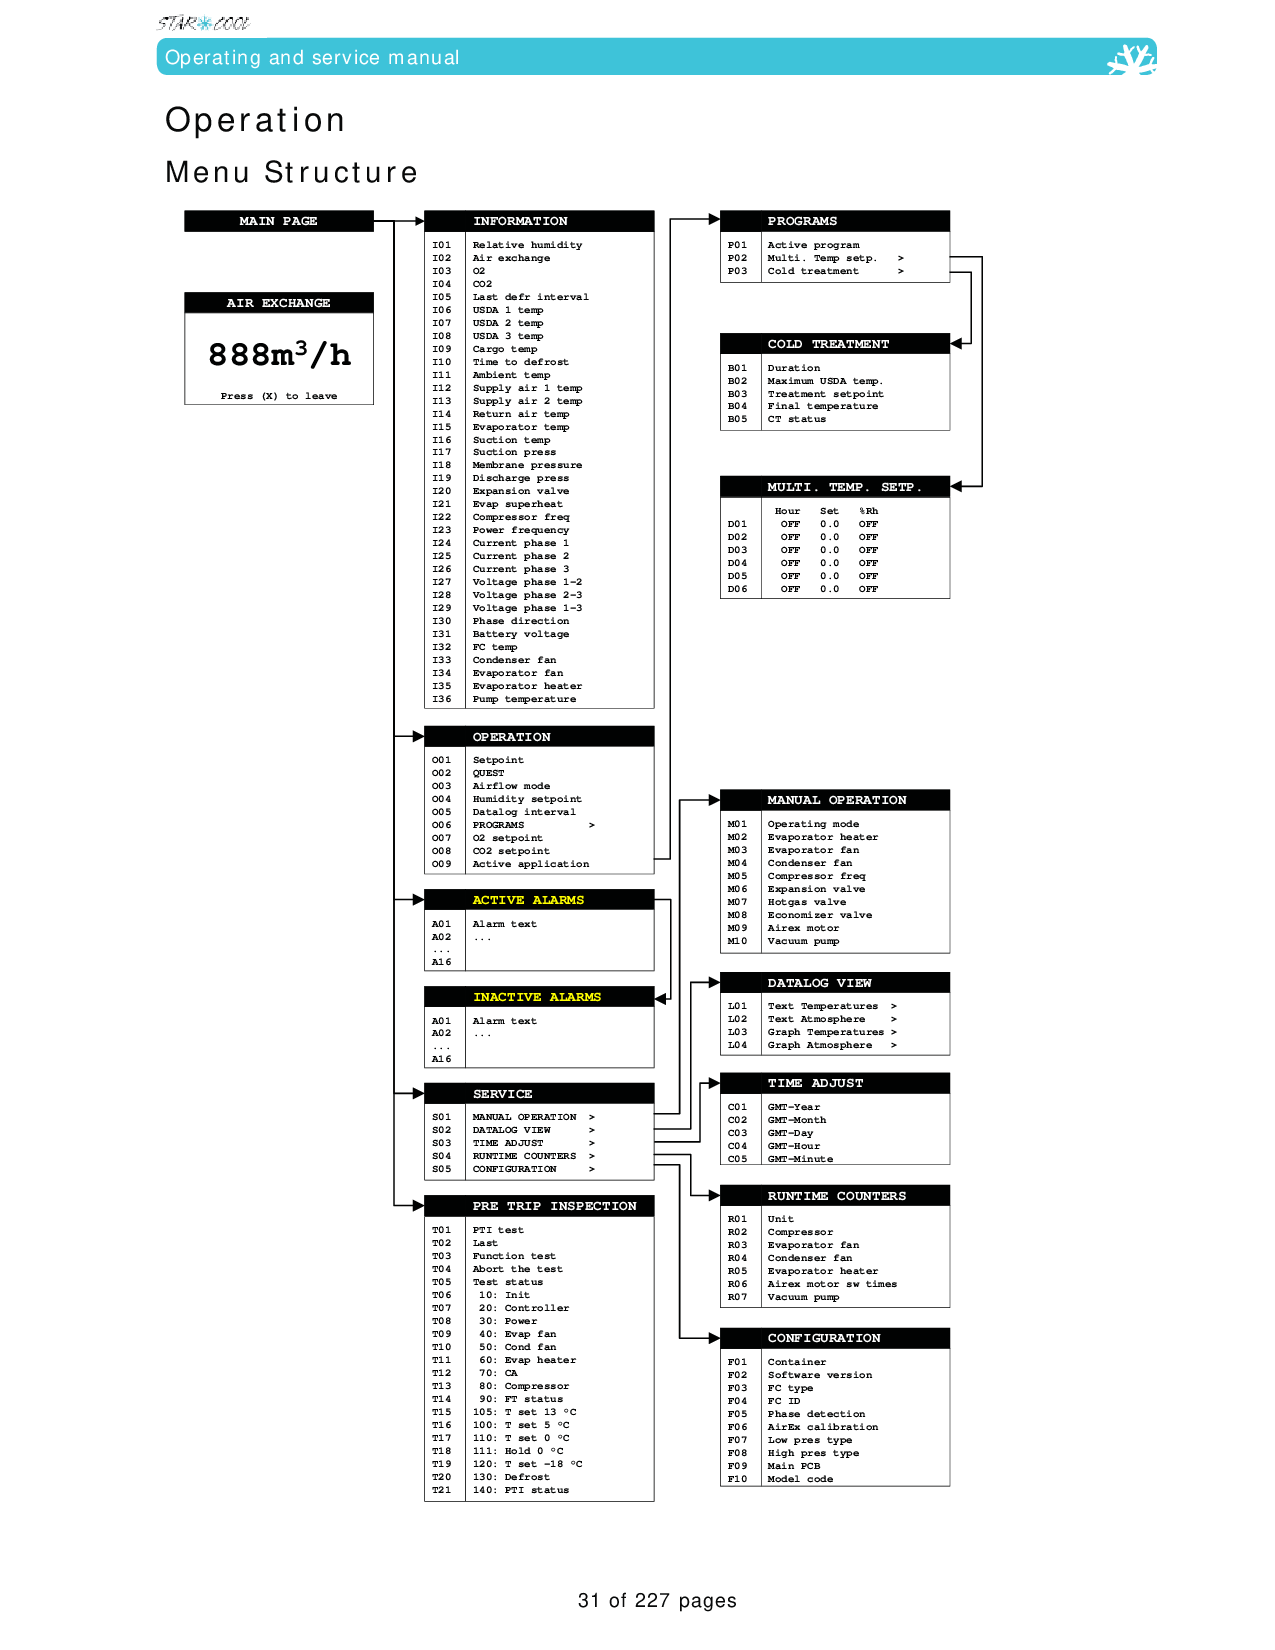 STAR COOL
Operating and service manual
Operation
Menu Structure
MAIN PAGE
AIR EXCHANGE
888m³/h
Press (X) to leave
INFORMATION
I01 Relative humidity
I02 Air exchange
I03 O2
I04 CO2
I05 Last defr interval
I06 USDA 1 temp
I07 USDA 2 temp
I08 USDA 3 temp
I09 Cargo temp
I10 Time to defrost
I11 Ambient temp
I12 Supply air 1 temp
I13 Supply air 2 temp
I14 Return air temp
I15 Evaporator temp
I16 Suction temp
I17 Suction press
I18 Membrane pressure
I19 Discharge press
I20 Expansion valve
I21 Evap superheat
I22 Compressor freq
I23 Power frequency
I24 Current phase 1
I25 Current phase 2
I26 Current phase 3
I27 Voltage phase 1-2
I28 Voltage phase 2-3
I29 Voltage phase 1-3
I30 Phase direction
I31 Battery voltage
I32 FC temp
I33 Condenser fan
I34 Evaporator fan
I35 Evaporator heater
I36 Pump temperature
OPERATION
O01 Setpoint
O02 QUEST
O03 Airflow mode
O04 Humidity setpoint
O05 Datalog interval
O06 PROGRAMS >
O07 O2 setpoint
O08 CO2 setpoint
O09 Active application
ACTIVE ALARMS
A01 Alarm text
A02 ...
...
A16
INACTIVE ALARMS
A01 Alarm text
A02 ...
...
A16
SERVICE
S01 MANUAL OPERATION >
S02 DATALOG VIEW >
S03 TIME ADJUST >
S04 RUNTIME COUNTERS >
S05 CONFIGURATION >
PRE TRIP INSPECTION
T01 PTI test
T02 Last
T03 Function test
T04 Abort the test
T05 Test status
T06 10: Init
T07 20: Controller
T08 30: Power
T09 40: Evap fan
T10 50: Cond fan
T11 60: Evap heater
T12 70: CA
T13 80: Compressor
T14 90: FT status
T15 105: T set 13 ºC
T16 100: T set 5 ºC
T17 110: T set 0 ºC
T18 111: Hold 0 ºC
T19 120: T set -18 ºC
T20 130: Defrost
T21 140: PTI status
PROGRAMS
P01 Active program
P02 Multi. Temp setp. >
P03 Cold treatment >
COLD TREATMENT
B01 Duration
B02 Maximum USDA temp.
B03 Treatment setpoint
B04 Final temperature
B05 CT status
MULTI. TEMP. SETP.
Hour Set %Rh
D01 OFF 0.0 OFF
D02 OFF 0.0 OFF
D03 OFF 0.0 OFF
D04 OFF 0.0 OFF
D05 OFF 0.0 OFF
D06 OFF 0.0 OFF
MANUAL OPERATION
M01 Operating mode
M02 Evaporator heater
M03 Evaporator fan
M04 Condenser fan
M05 Compressor freq
M06 Expansion valve
M07 Hotgas valve
M08 Economizer valve
M09 Airex motor
M10 Vacuum pump
DATALOG VIEW
L01 Text Temperatures >
L02 Text Atmosphere >
L03 Graph Temperatures >
L04 Graph Atmosphere >
TIME ADJUST
C01 GMT-Year
C02 GMT-Month
C03 GMT-Day
C04 GMT-Hour
C05 GMT-Minute
RUNTIME COUNTERS
R01 Unit
R02 Compressor
R03 Evaporator fan
R04 Condenser fan
R05 Evaporator heater
R06 Airex motor sw times
R07 Vacuum pump
CONFIGURATION
F01 Container
F02 Software version
F03 FC type
F04 FC ID
F05 Phase detection
F06 AirEx calibration
F07 Low pres type
F08 High pres type
F09 Main PCB
F10 Model code
31 of 227 pages